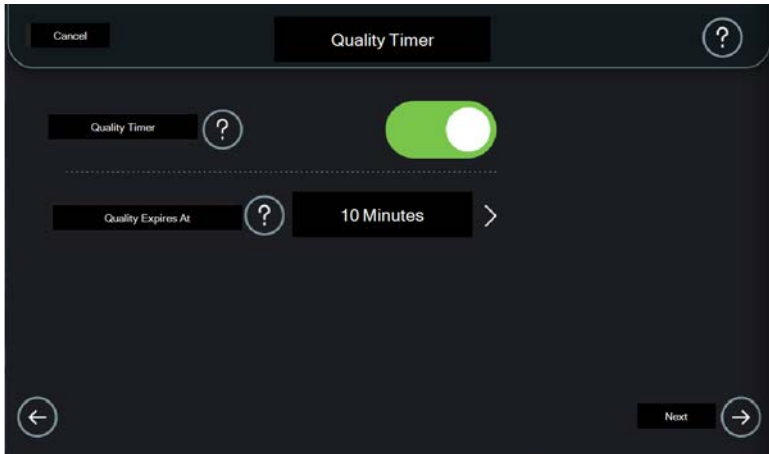 Cancel
Quality Timer
?
Quality Timer
?
Quality Expires At
?
10 Minutes
Next